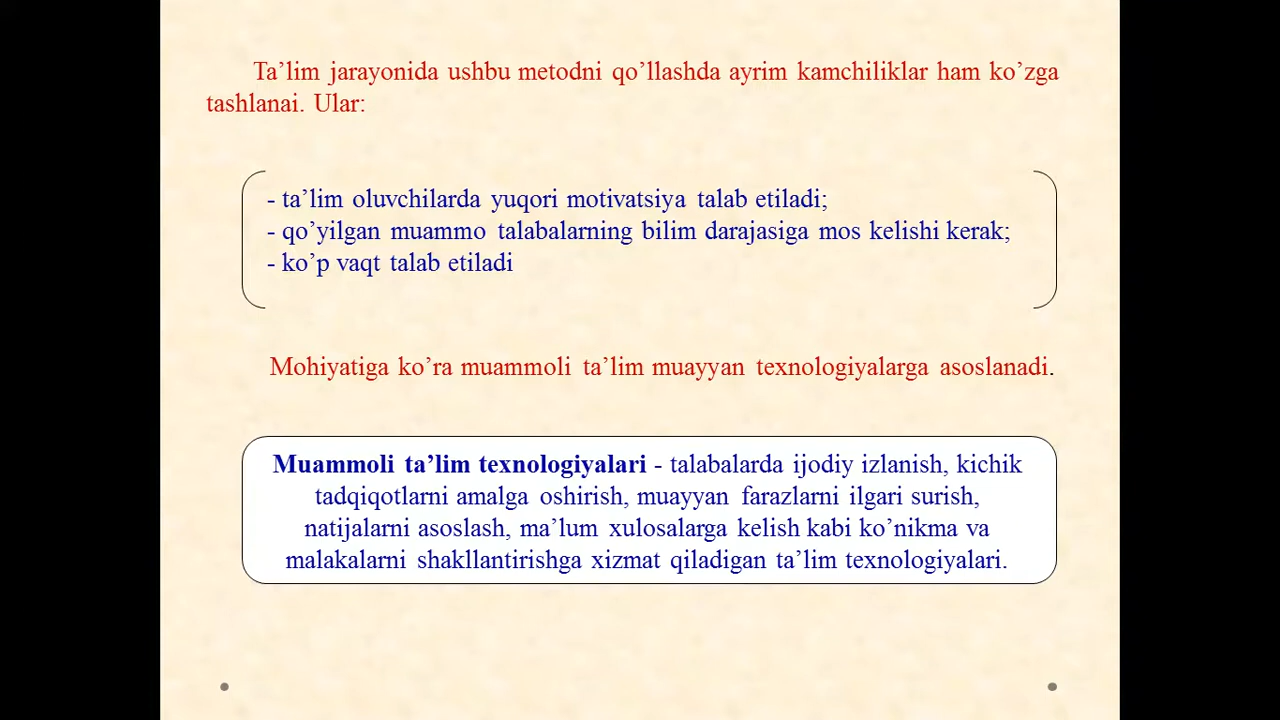 Ta’lim jarayonida ushbu metodni qo’llashda ayrim kamchiliklar ham ko’zga
tashlanai. Ular:
- ta’lim oluvchilarda yuqori motivatsiya talab etiladi;
- qo’yilgan muammo talabalarning bilim darajasiga mos kelishi kerak;
- ko’p vaqt talab etiladi
Mohiyatiga ko’ra muammoli ta’lim muayyan texnologiyalarga asoslanadi.
Muammoli ta’lim texnologiyalari - talabalarda ijodiy izlanish, kichik
tadqiqotlarni amalga oshirish, muayyan farazlarni ilgari surish,
natijalarni asoslash, ma’lum xulosalarga kelish kabi ko’nikma va
malakalarni shakllantirishga xizmat qiladigan ta’lim texnologiyalari.